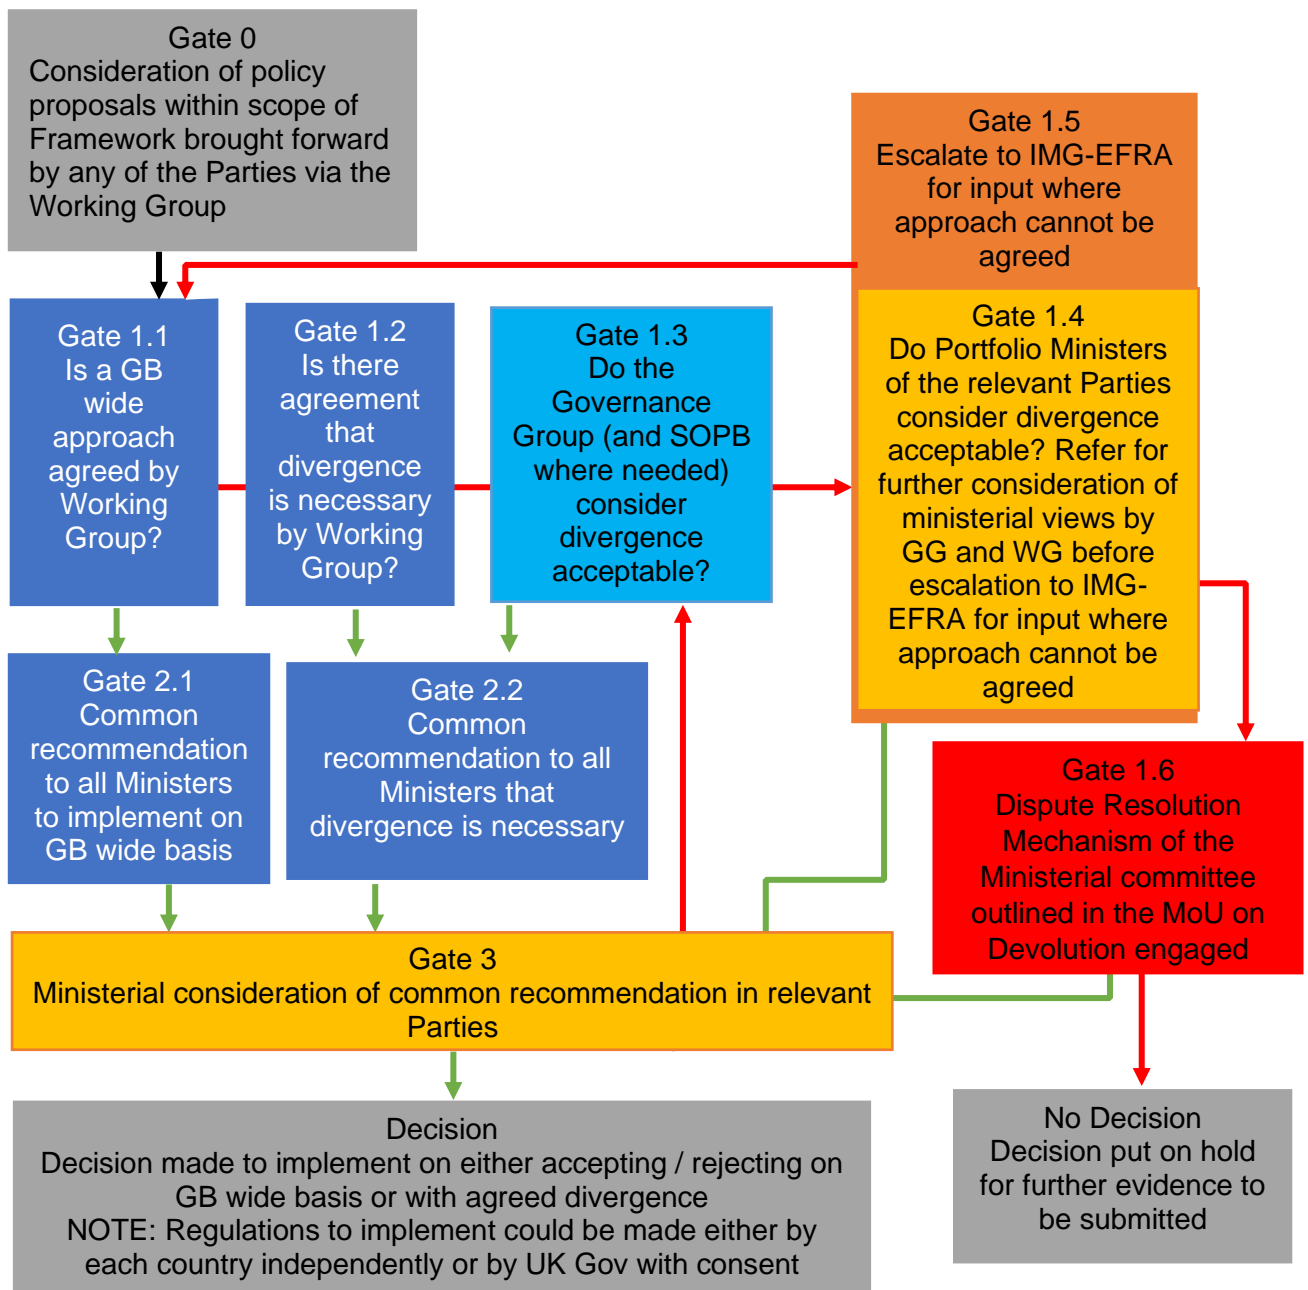 Gate 0
Consideration of policy
proposals within scope of
Framework brought forward
by any of the Parties via the
Working Group
Gate 1.5
Escalate to IMG-EFRA
for input where
approach cannot be
agreed
Gate 1.1
Is a GB
wide
approach
agreed by
Working
Group?
Gate 1.2
Is there
agreement
that
divergence
is necessary
by Working
Group?
Gate 1.3
Do the
Governance
Group (and SOPB
where needed)
consider
divergence
acceptable?
Gate 1.4
Do Portfolio Ministers
of the relevant Parties
consider divergence
acceptable? Refer for
further consideration of
ministerial views by
GG and WG before
escalation to IMG-
EFRA for input where
approach cannot be
agreed
Gate 2.1
Common
recommendation
to all Ministers
to implement on
GB wide basis
Gate 2.2
Common
recommendation to all
Ministers that
divergence is necessary
Gate 1.6
Dispute Resolution
Mechanism of the
Ministerial committee
outlined in the MoU on
Devolution engaged
Gate 3
Ministerial consideration of common recommendation in relevant
Parties
Decision
Decision made to implement on either accepting / rejecting on
GB wide basis or with agreed divergence
NOTE: Regulations to implement could be made either by
each country independently or by UK Gov with consent
No Decision
Decision put on hold
for further evidence to
be submitted